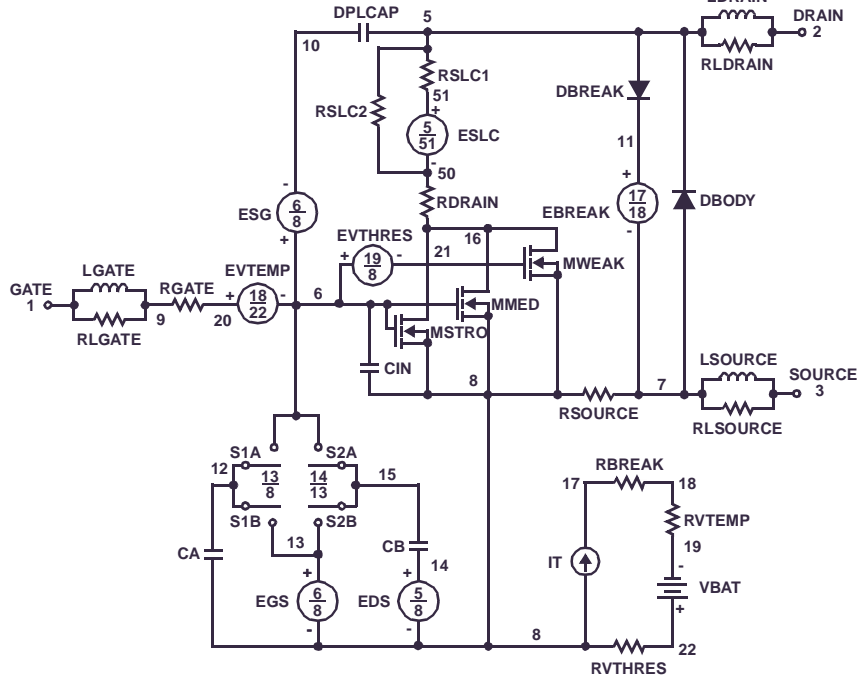 DPLCAP
5
DRAIN
2
10
RLDRAIN
RSLC1
51
RSLC2
+
5
51
ESLC
-
50
DBREAK
11
+
17
18
EBREAK
-
DBODY
RDRAIN
-
ESG
6
8
+
EVTHRES
+
19
8
-
21
16
MWEAK
LGATE
GATE
1
RLGATE
9
RGATE
20
EVTEMP
+
18
22
-
6
MMED
MSTRO
CIN
8
RSOURCE
7
LSOURCE
SOURCE
3
RLSOURCE
S1A
S2A
12
13
8
14
13
15
S1B
S2B
13
CA
CB
14
+
EGS
6
8
-
+
EDS
5
8
-
8
17
RBREAK
18
RVTEMP
19
IT
-
VBAT
+
22
RVTHRES